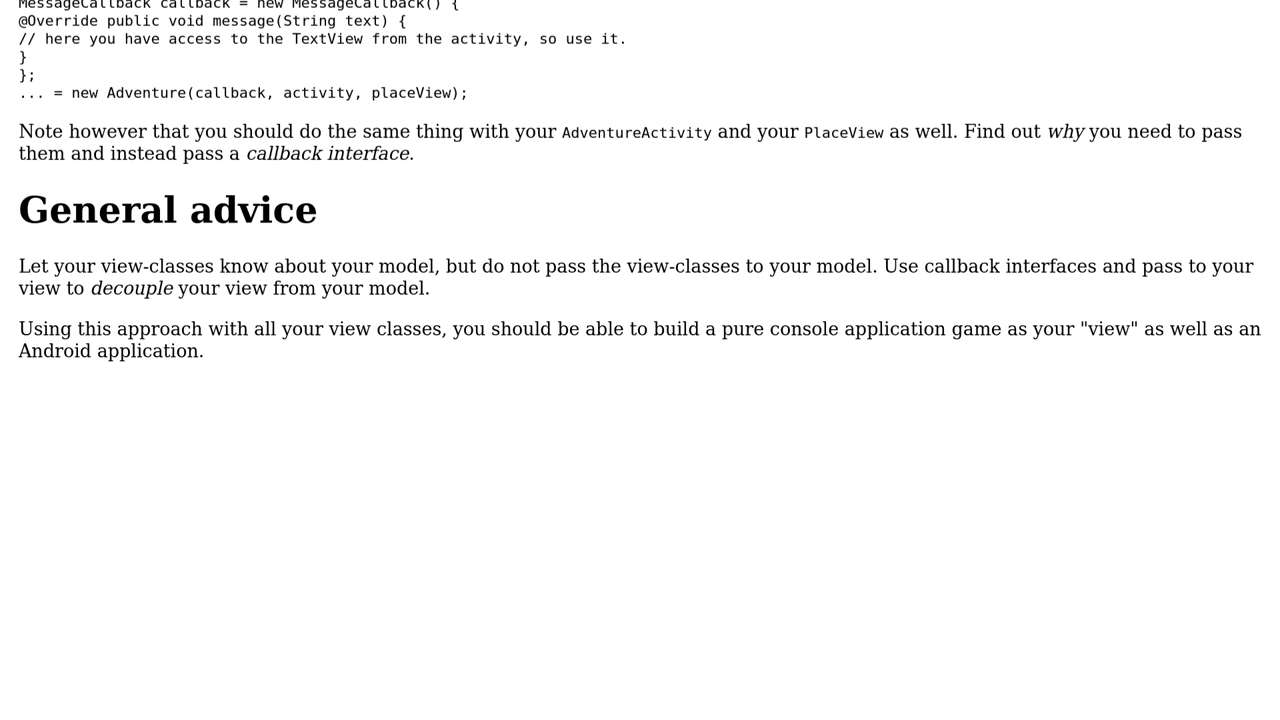 MessageCallback callback = new MessageCallback() {
@Override public void message(String text) {
// here you have access to the TextView from the activity, so use it.
}
};
... = new Adventure(callback, activity, placeView);
Note however that you should do the same thing with your AdventureActivity and your PlaceView as well. Find out why you need to pass
them and instead pass a callback interface.
General advice
Let your view-classes know about your model, but do not pass the view-classes to your model. Use callback interfaces and pass to your
view to decouple your view from your model.
Using this approach with all your view classes, you should be able to build a pure console application game as your "view" as well as an
Android application.